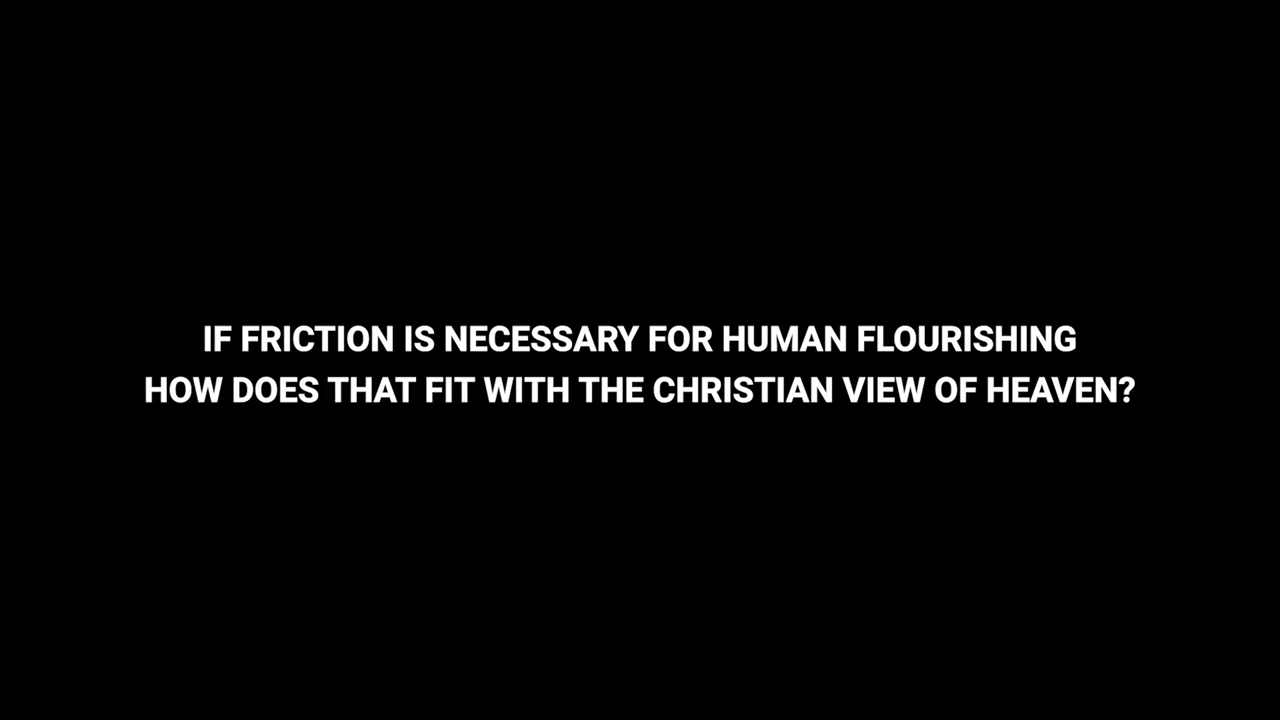 IF FRICTION IS NECESSARY FOR HUMAN FLOURISHING
HOW DOES THAT FIT WITH THE CHRISTIAN VIEW OF HEAVEN?